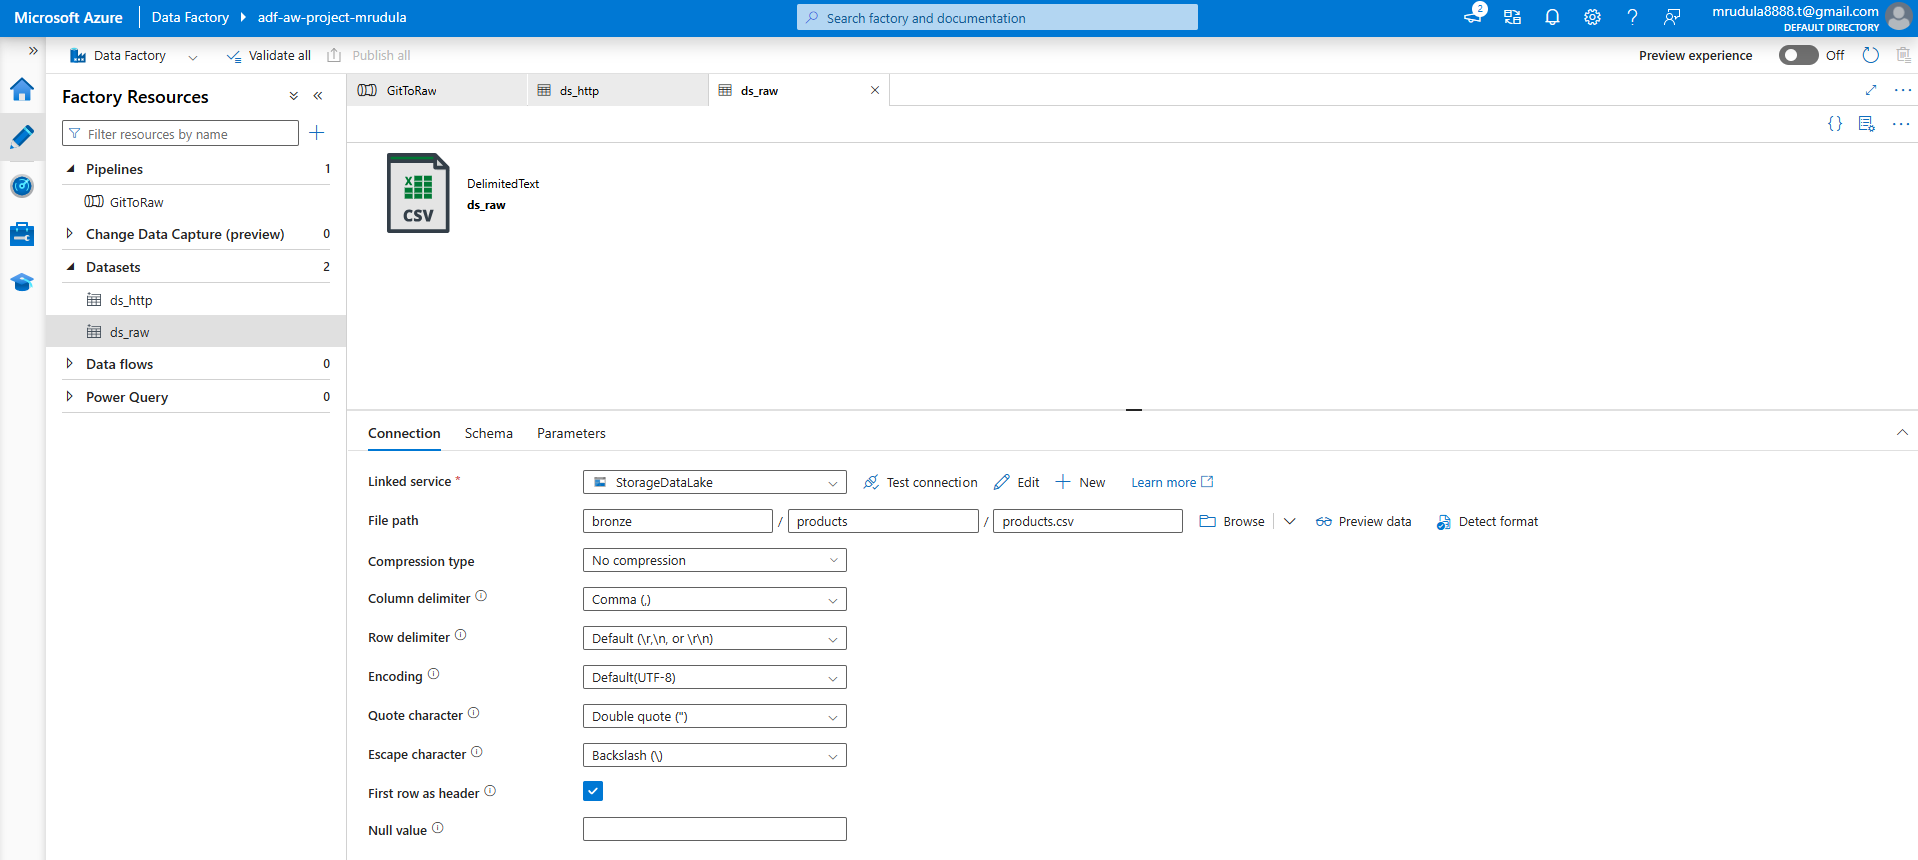 Microsoft Azure
Data Factory
adf-aw-project-mrudula
Search factory and documentation
2
mrudula8888.t@gmail.com
DEFAULT DIRECTORY
Data Factory
Validate all
Publish all
Preview experience
Off
Factory Resources
Filter resources by name
Pipelines 1
GitToRaw
Change Data Capture (preview) 0
Datasets 2
ds_http
ds_raw
Data flows 0
Power Query 0
GitToRaw
ds_http
ds_raw
CSV
DelimitedText
ds_raw
Connection
Schema
Parameters
Linked service * StorageDataLake Test connection Edit New Learn more
File path bronze / products / products.csv Browse Preview data Detect format
Compression type No compression
Column delimiter Comma (,)
Row delimiter Default (\r,\n, or \r\n)
Encoding Default(UTF-8)
Quote character Double quote (")
Escape character Backslash (\)
First row as header
Null value